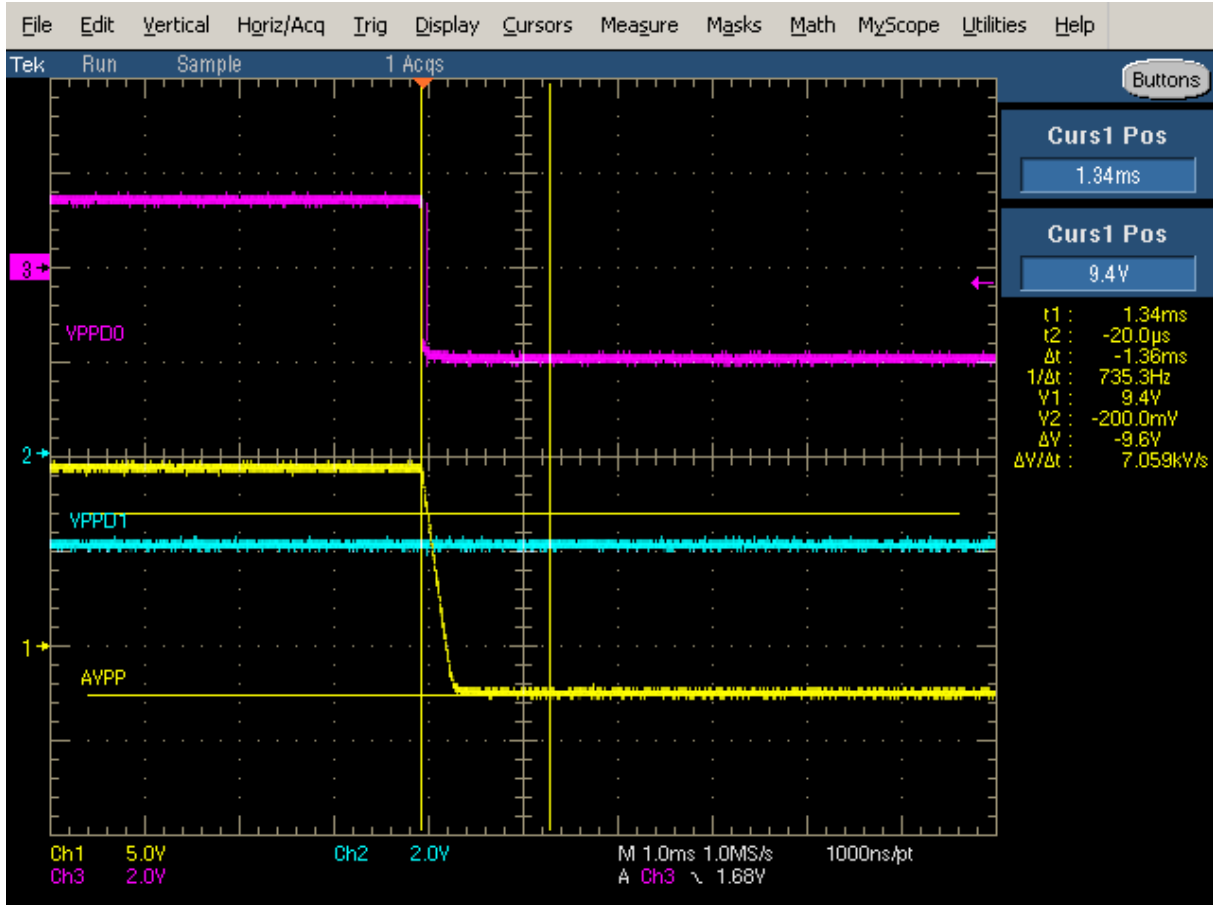 File Edit Vertical Horiz/Acq Trig Display Cursors Measure Masks Math MyScope Utilities Help
Tek Run Sample 1 Acqs
Buttons
Curs1 Pos
1.34ms
Curs1 Pos
9.4V
t1 : 1.34ms
t2 : -20.0µs
Δt : -1.36ms
1/Δt : 735.3Hz
V1 : 9.4V
V2 : -200.0mV
ΔV : -9.6V
ΔV/Δt : 7.059kV/s
3
VPPD0
2
VPPD1
1
AVPP
Ch1 5.0V Ch2 2.0V M 1.0ms 1.0MS/s 1000ns/pt
Ch3 2.0V A Ch3 \ 1.68V